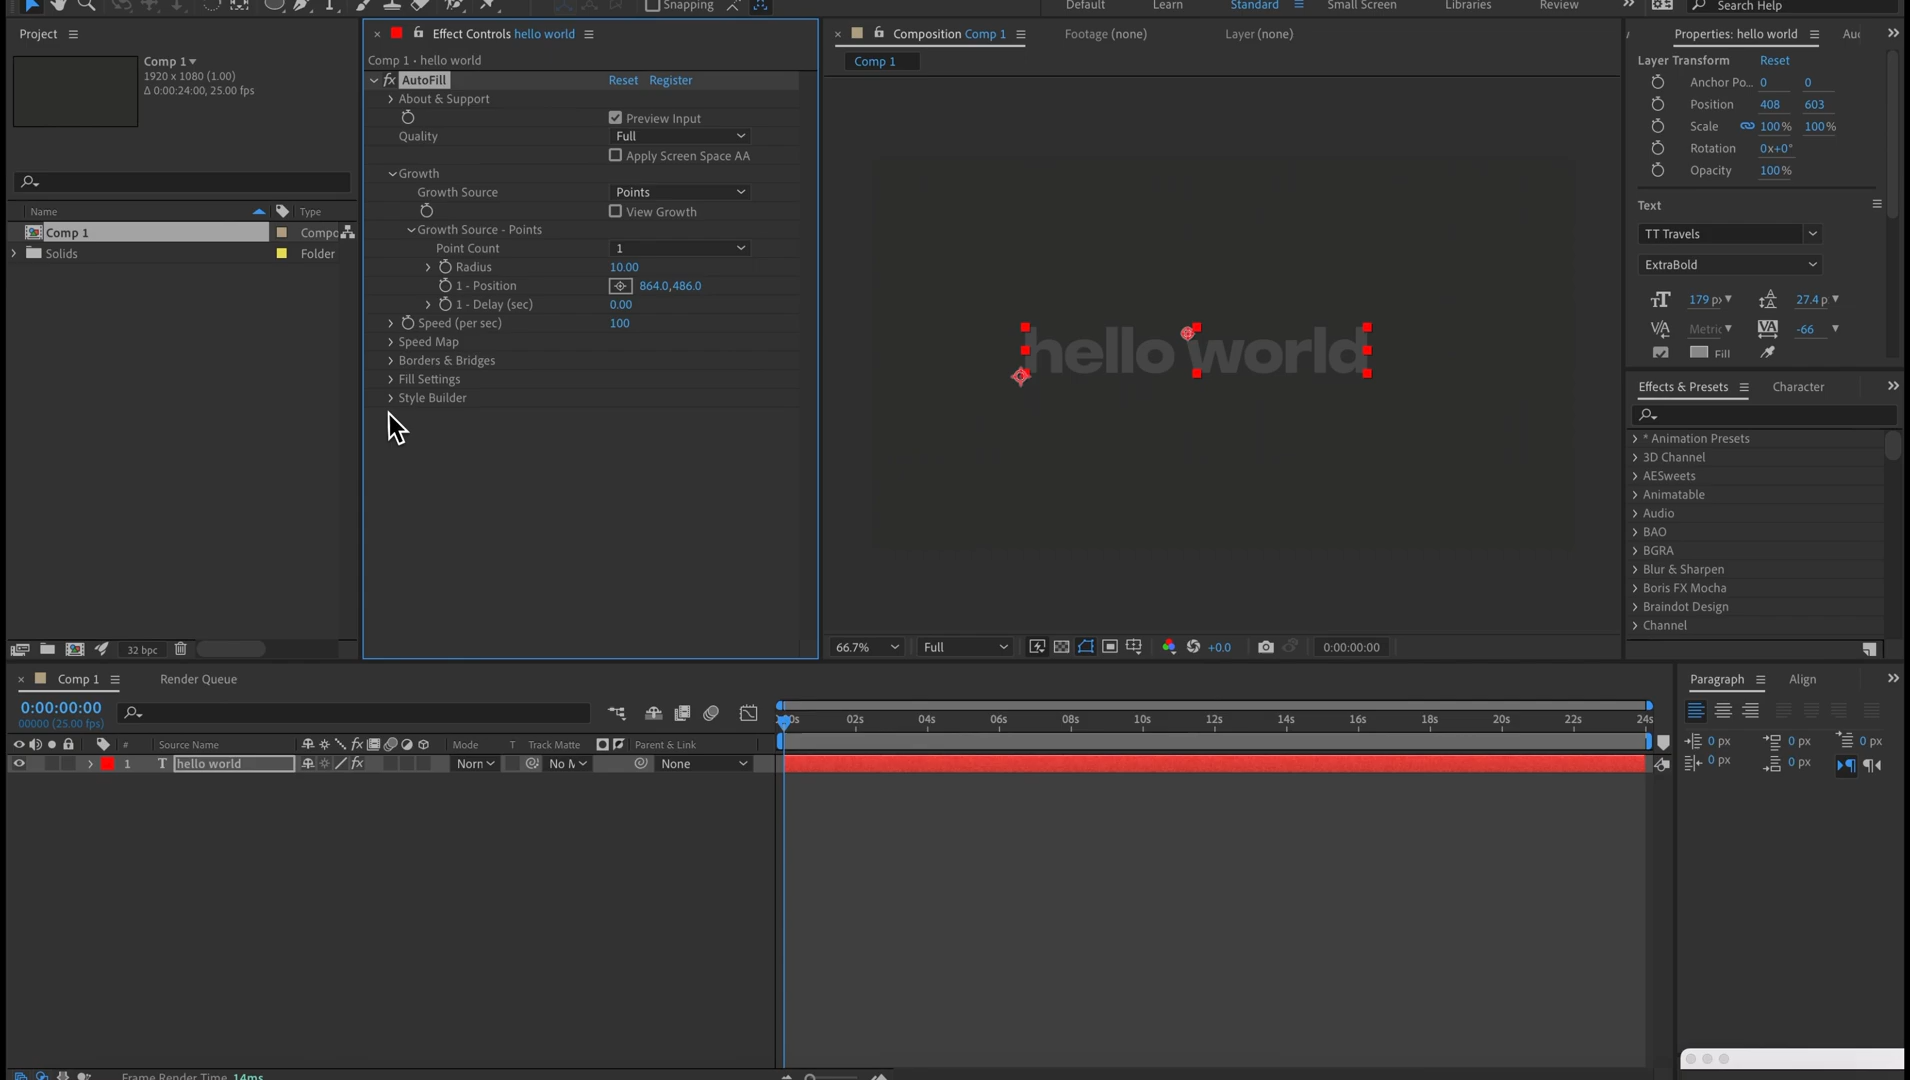 Snapping
Default
Learn
Standard
Small Screen
Libraries
Review
Search Help
Project
Effect Controls hello world
Composition Comp 1
Footage (none)
Layer (none)
Properties: hello world
Comp 1
1920 x 1080 (1.00)
Δ 0:00:24:00, 25.00 fps
Comp 1 • hello world
Comp 1
AutoFill
Reset
Register
About & Support
Preview Input
Quality
Full
Apply Screen Space AA
Growth
Growth Source
Points
View Growth
Growth Source - Points
Point Count
1
Radius
10.00
1 - Position
864.0,486.0
1 - Delay (sec)
0.00
Speed (per sec)
100
Speed Map
Borders & Bridges
Fill Settings
Style Builder
Name
Type
Comp 1
Solids
Folder
32 bpc
hello world
66.7%
Full
+0.0
0:00:00:00
Layer Transform
Reset
Anchor Po...
0
0
Position
408
603
Scale
100%
100%
Rotation
0x+0°
Opacity
100%
Text
TT Travels
ExtraBold
179
27.4
Metric
-66
Fill
Effects & Presets
Character
* Animation Presets
3D Channel
AESweets
Animatable
Audio
BAO
BGRA
Blur & Sharpen
Boris FX Mocha
Braindot Design
Channel
Comp 1
Render Queue
0:00:00:00
00000 (25.00 fps)
02s
04s
06s
08s
10s
12s
14s
16s
18s
20s
22s
24s
#
Source Name
Mode
T
Track Matte
Parent & Link
1
T
hello world
None
Paragraph
Align
0 px
0 px
0 px
0 px
0 px
Frame Render Time 14ms